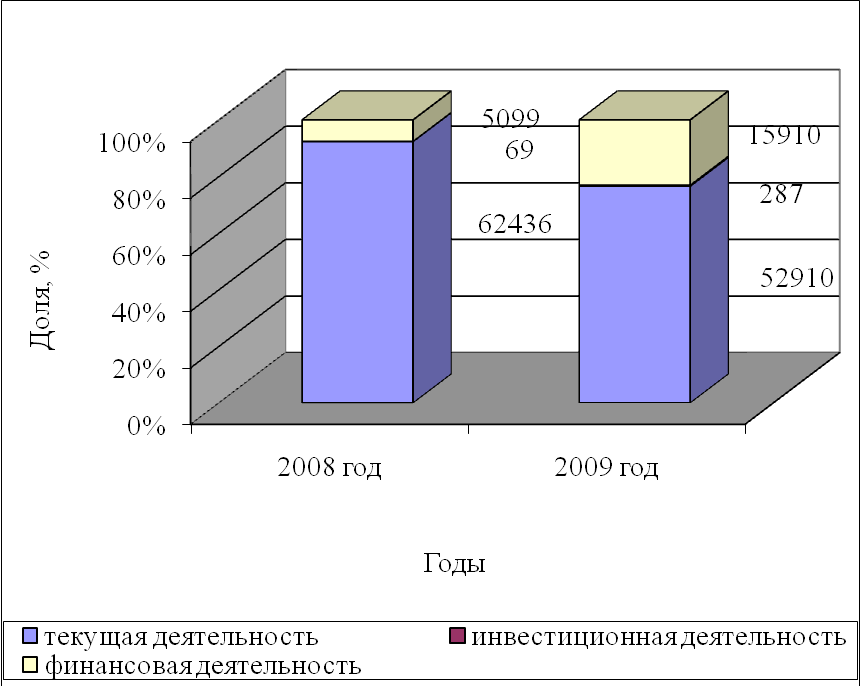 100%
80%
60%
40%
20%
0%
Доля, %
5099
69
62436
15910
287
52910
2008 год
2009 год
Годы
текущая деятельность
инвестиционная деятельность
финансовая деятельность